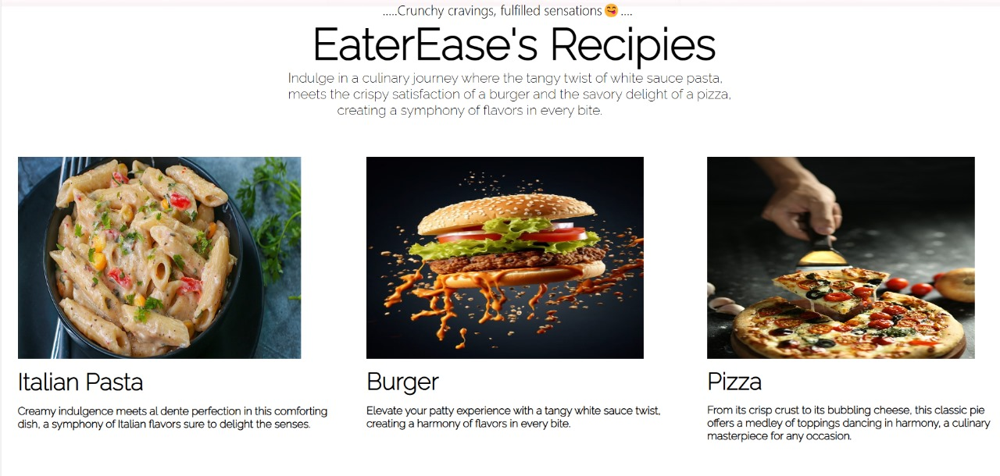 .....Crunchy cravings, fulfilled sensations😋....
EaterEase's Recipies
Indulge in a culinary journey where the tangy twist of white sauce pasta,
meets the crispy satisfaction of a burger and the savory delight of a pizza,
creating a symphony of flavors in every bite.
Italian Pasta
Creamy indulgence meets al dente perfection in this comforting
dish, a symphony of Italian flavors sure to delight the senses.
Burger
Elevate your patty experience with a tangy white sauce twist,
creating a harmony of flavors in every bite.
Pizza
From its crisp crust to its bubbling cheese, this classic pie
offers a medley of toppings dancing in harmony, a culinary
masterpiece for any occasion.